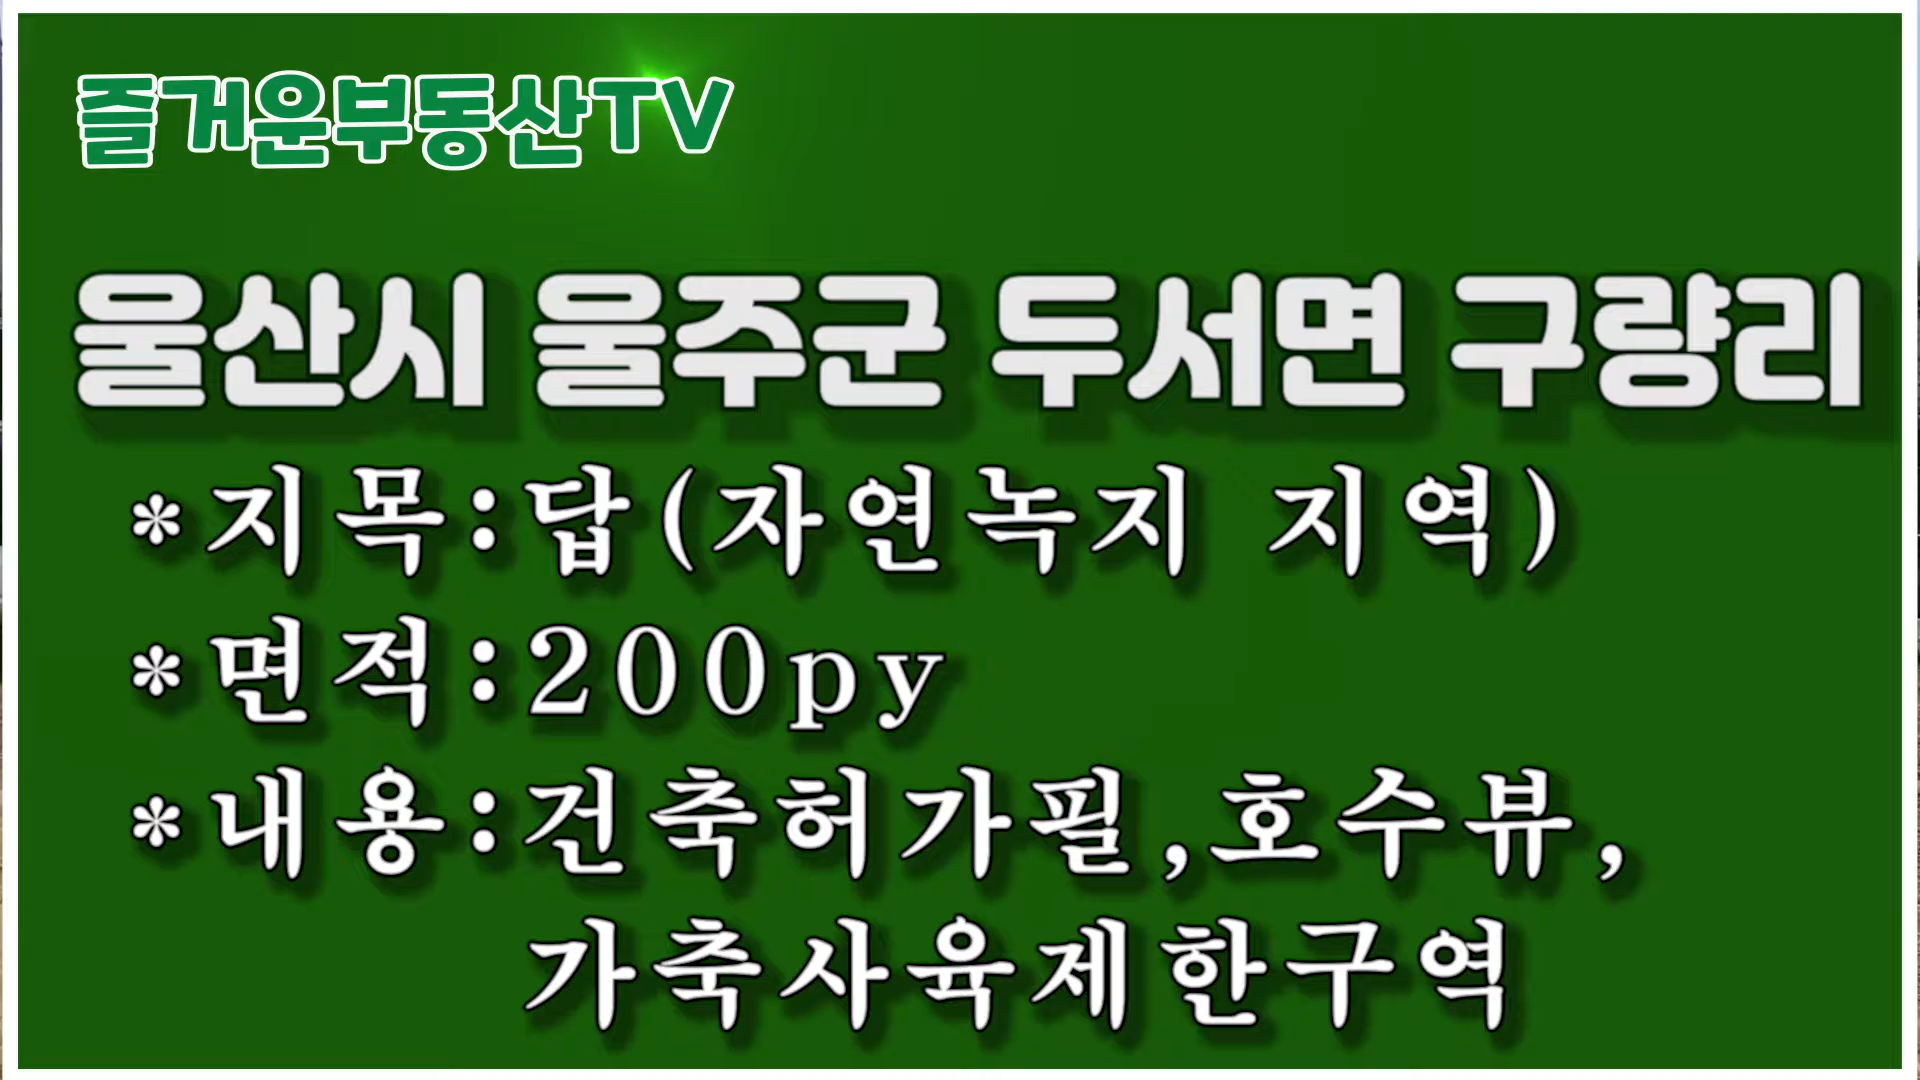 즐거운부동산TV
울산시 울주군 두서면 구량리
*지목:답(자연녹지 지역)
*면적:200py
*내용:건축허가필,호수뷰,
가축사육제한구역